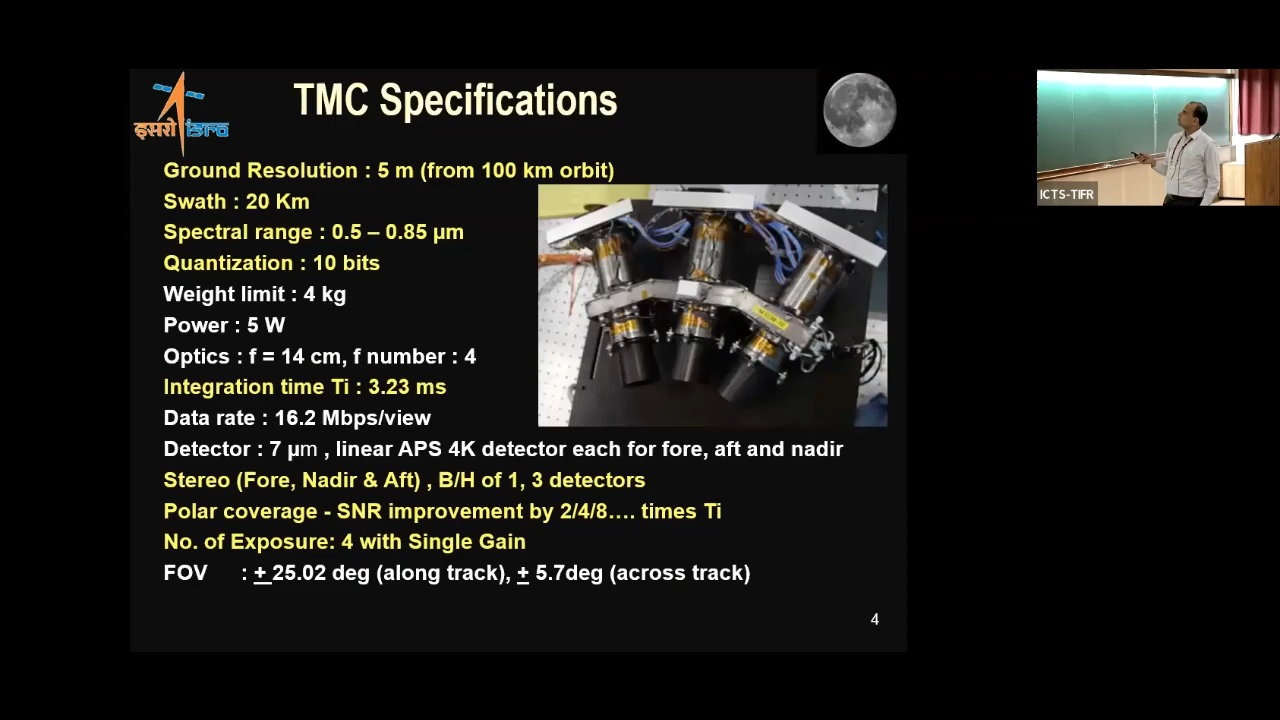 TMC Specifications
इसरो isro
Ground Resolution : 5 m (from 100 km orbit)
Swath : 20 Km
Spectral range : 0.5 – 0.85 µm
Quantization : 10 bits
Weight limit : 4 kg
Power : 5 W
Optics : f = 14 cm, f number : 4
Integration time Ti : 3.23 ms
Data rate : 16.2 Mbps/view
Detector : 7 µm , linear APS 4K detector each for fore, aft and nadir
Stereo (Fore, Nadir & Aft) , B/H of 1, 3 detectors
Polar coverage - SNR improvement by 2/4/8…. times Ti
No. of Exposure: 4 with Single Gain
FOV : + 25.02 deg (along track), + 5.7deg (across track)
4
ICTS-TIFR